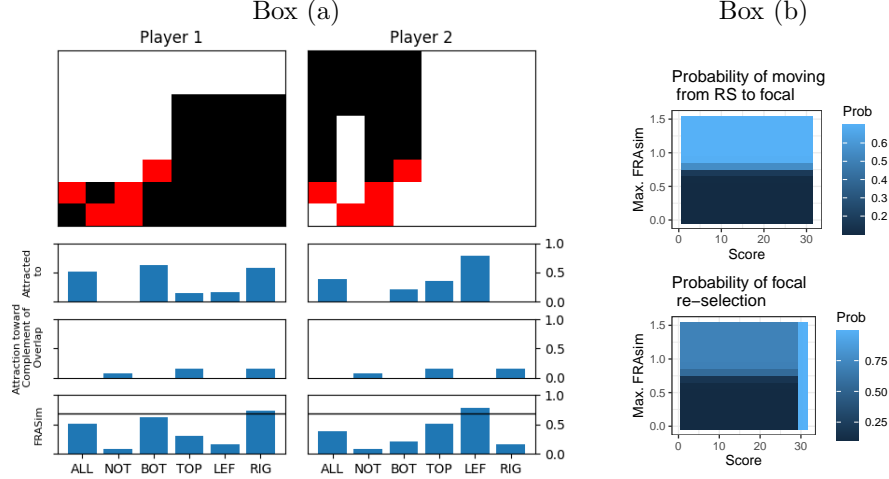 Box (a)
Player 1
Player 2
Attracted
to
1.0
0.5
0.0
Attraction toward
Complement of
Overlap
1.0
0.5
0.0
FRASim
1.0
0.5
0.0
ALL NOT BOT TOP LEF RIG
ALL NOT BOT TOP LEF RIG
Box (b)
Probability of moving
from RS to focal
Max. FRAsim
1.5
1.0
0.5
0.0
0 10 20 30
Score
Prob
0.6
0.5
0.4
0.3
0.2
Probability of focal
re−selection
Max. FRAsim
1.5
1.0
0.5
0.0
0 10 20 30
Score
Prob
0.75
0.50
0.25